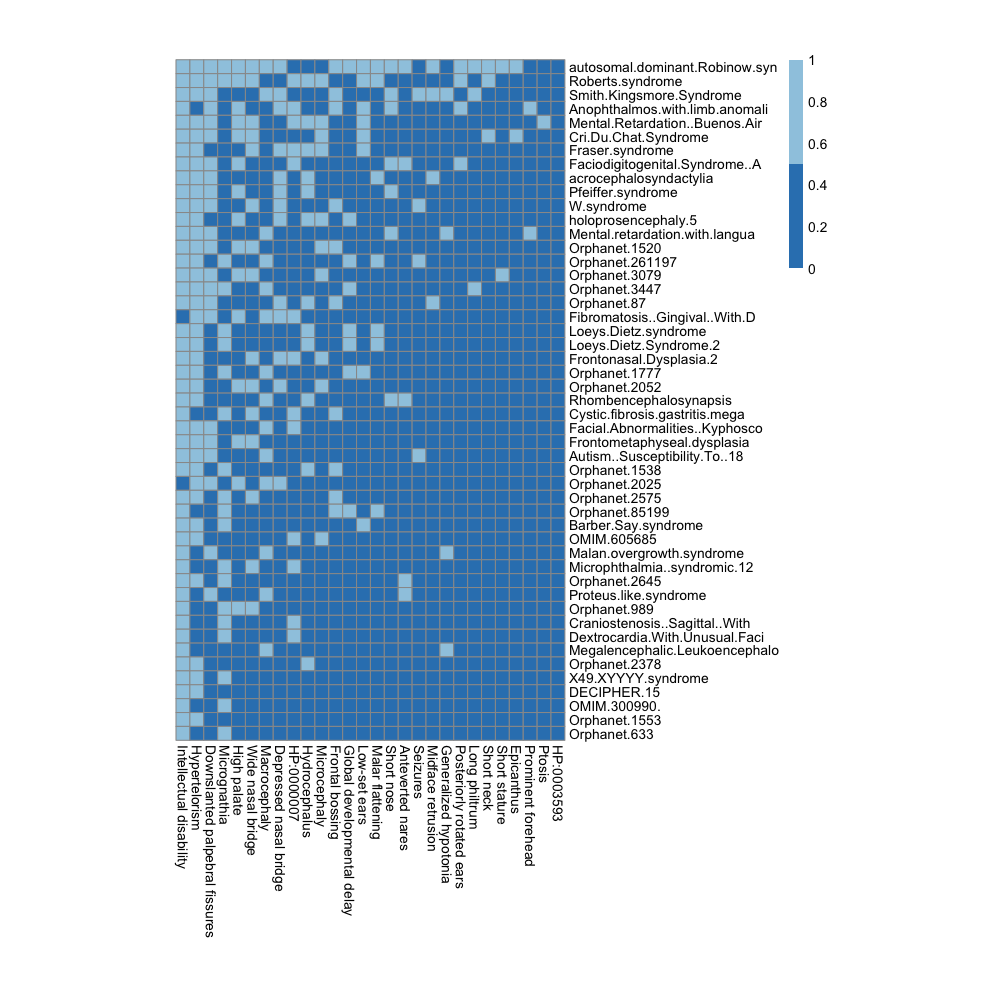 autosomal.dominant.Robinow.syn
Roberts.syndrome
Smith.Kingsmore.Syndrome
Anophthalmos.with.limb.anomali
Mental.Retardation..Buenos.Air
Cri.Du.Chat.Syndrome
Fraser.syndrome
Faciodigitogenital.Syndrome..A
acrocephalosyndactylia
Pfeiffer.syndrome
W.syndrome
holoprosencephaly.5
Mental.retardation.with.langua
Orphanet.1520
Orphanet.261197
Orphanet.3079
Orphanet.3447
Orphanet.87
Fibromatosis..Gingival..With.D
Loeys.Dietz.syndrome
Loeys.Dietz.Syndrome.2
Frontonasal.Dysplasia.2
Orphanet.1777
Orphanet.2052
Rhombencephalosynapsis
Cystic.fibrosis.gastritis.mega
Facial.Abnormalities..Kyphosco
Frontometaphyseal.dysplasia
Autism..Susceptibility.To..18
Orphanet.1538
Orphanet.2025
Orphanet.2575
Orphanet.85199
Barber.Say.syndrome
OMIM.605685
Malan.overgrowth.syndrome
Microphthalmia..syndromic.12
Orphanet.2645
Proteus.like.syndrome
Orphanet.989
Craniostenosis..Sagittal..With
Dextrocardia.With.Unusual.Faci
Megalencephalic.Leukoencephalo
Orphanet.2378
X49.XYYYY.syndrome
DECIPHER.15
OMIM.300990.
Orphanet.1553
Orphanet.633
1
0.8
0.6
0.4
0.2
0
Intellectual disability
Hypertelorism
Downslanted palpebral fissures
Micrognathia
High palate
Wide nasal bridge
Macrocephaly
Depressed nasal bridge
HP:0000007
Hydrocephalus
Microcephaly
Frontal bossing
Global developmental delay
Low-set ears
Malar flattening
Short nose
Anteverted nares
Seizures
Midface retrusion
Generalized hypotonia
Posteriorly rotated ears
Long philtrum
Short neck
Short stature
Epicanthus
Prominent forehead
Ptosis
HP:0003593